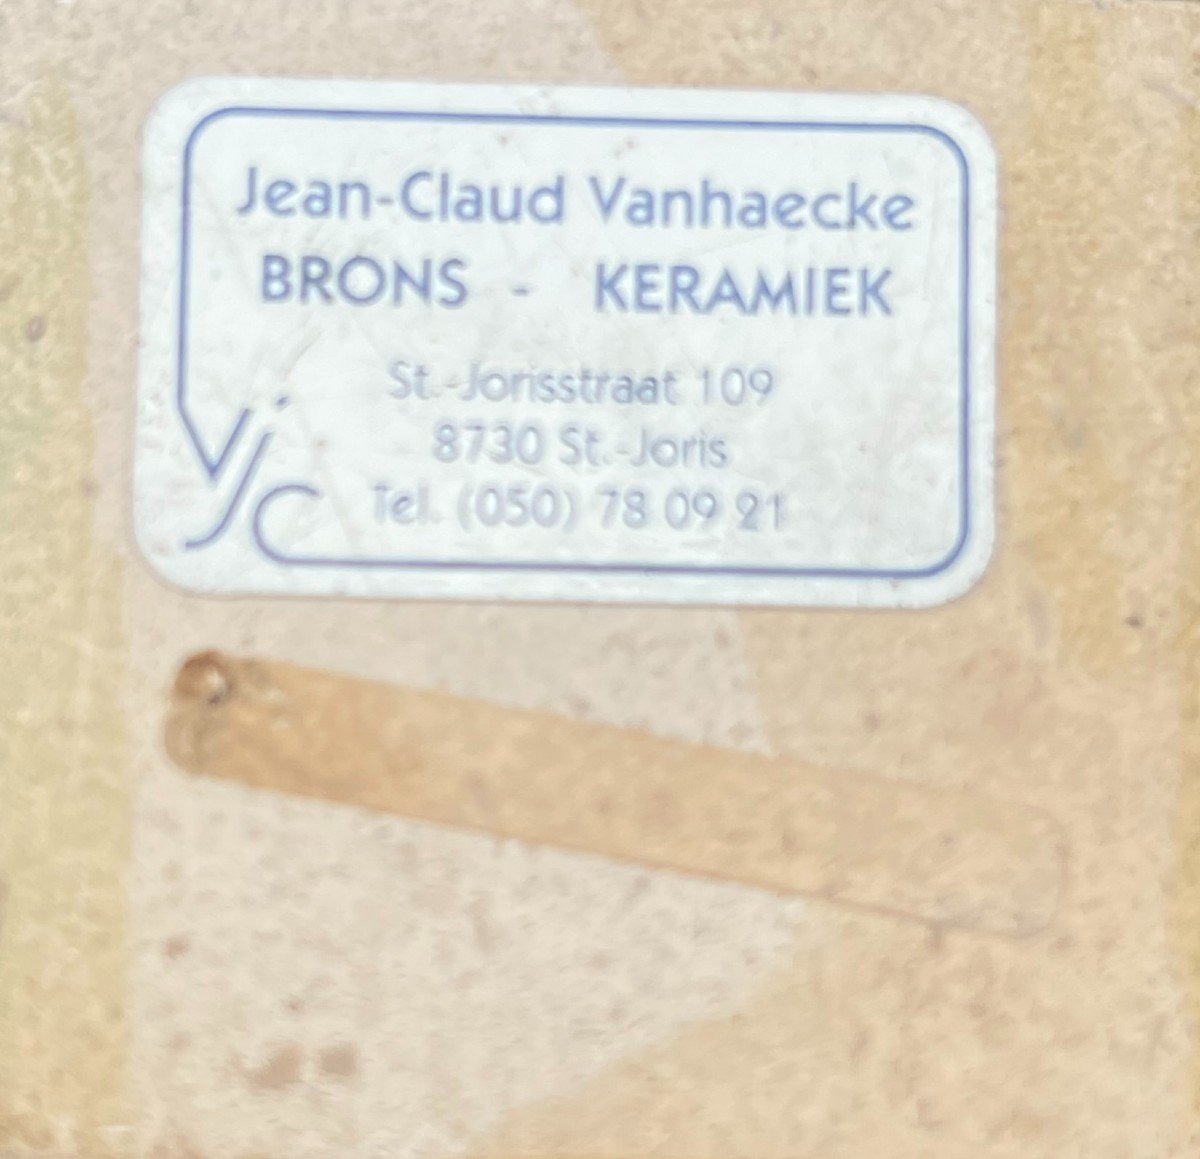 Jean-Claud Vanhaecke
BRONS - KERAMIEK
St.-Jorisstraat 109
8730 St.-Joris
Tel. (050) 78 09 21
VJC